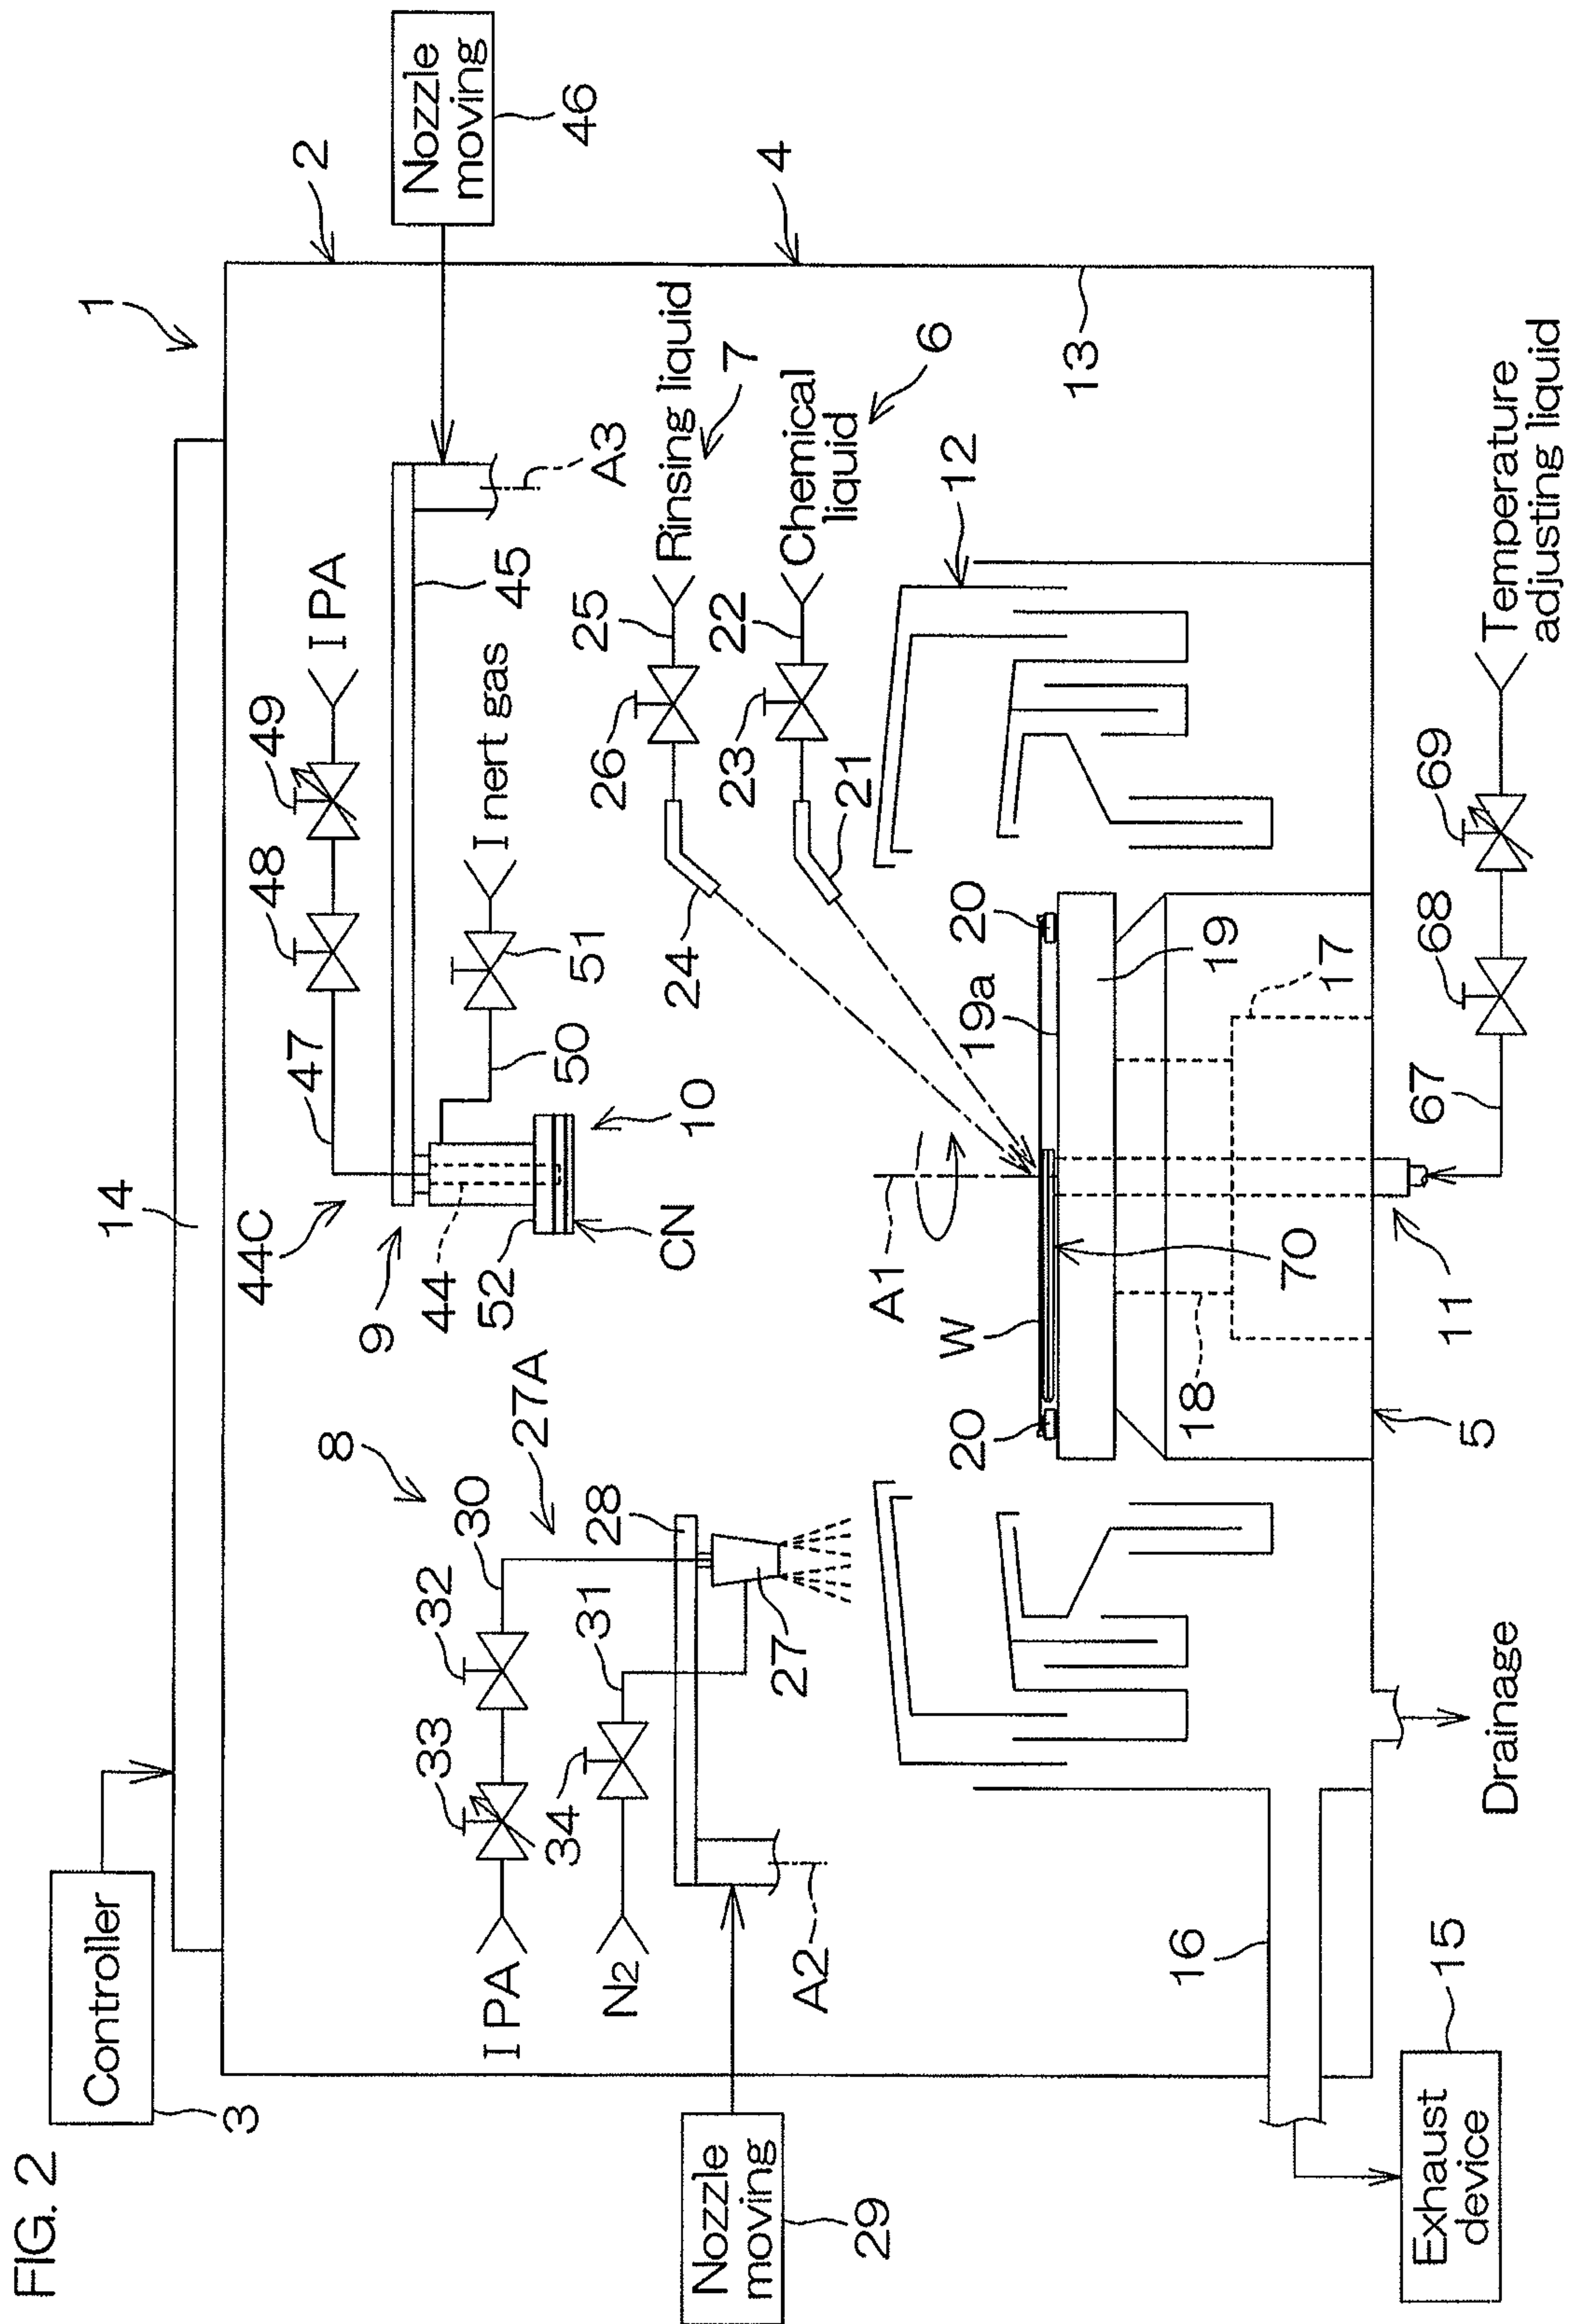 FIG. 2
Controller
3
14
1
2
Nozzle
moving
46
4
8
27A
30
32
33
IPA
31
34
N2
28
27
A2
Nozzle
moving
29
44C
9
44
52
CN
10
47
48
49
IPA
45
A3
50
51
Inert gas
24
26
25
Rinsing liquid
7
21
23
22
Chemical
liquid
6
12
13
A1
W
20
19a
20
19
18
70
17
5
11
67
68
69
Temperature
adjusting liquid
16
Exhaust
device
15
Drainage